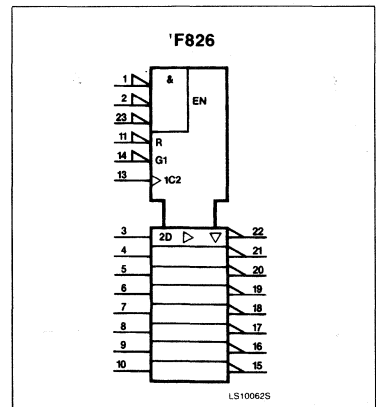 'F826
1 & 
2 EN
23
11 R
14 G1
13 1C2
3 2D ▷ ▽ 22
4 21
5 20
6 19
7 18
8 17
9 16
10 15
LS10062S